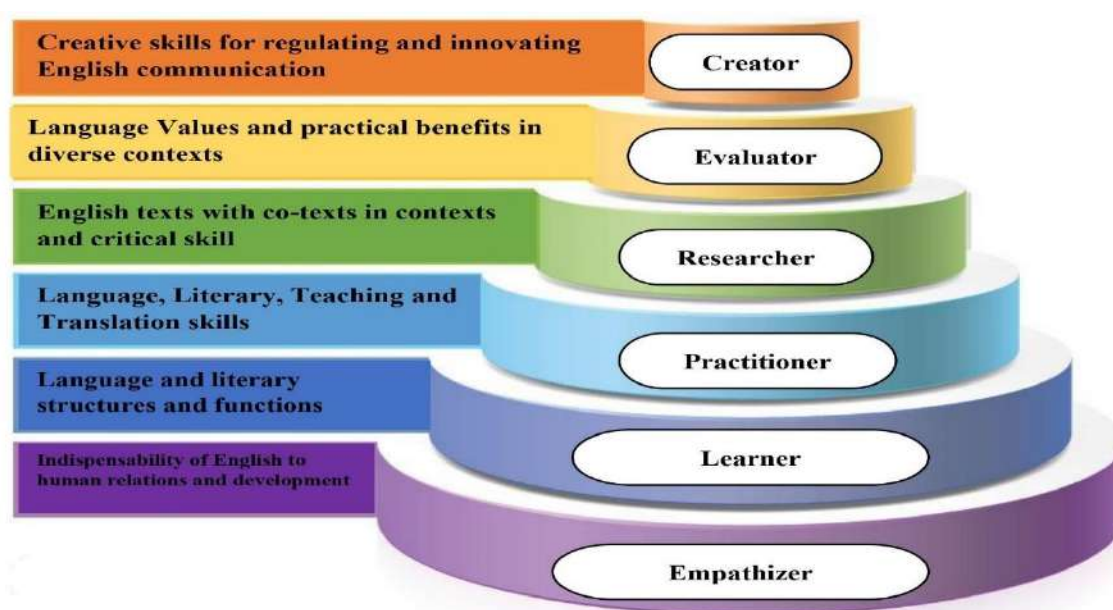 Creative skills for regulating and innovating
English communication
Creator
Language Values and practical benefits in
diverse contexts
Evaluator
English texts with co-texts in contexts
and critical skill
Researcher
Language, Literary, Teaching and
Translation skills
Practitioner
Language and literary
structures and functions
Learner
Indispensability of English to
human relations and development
Empathizer